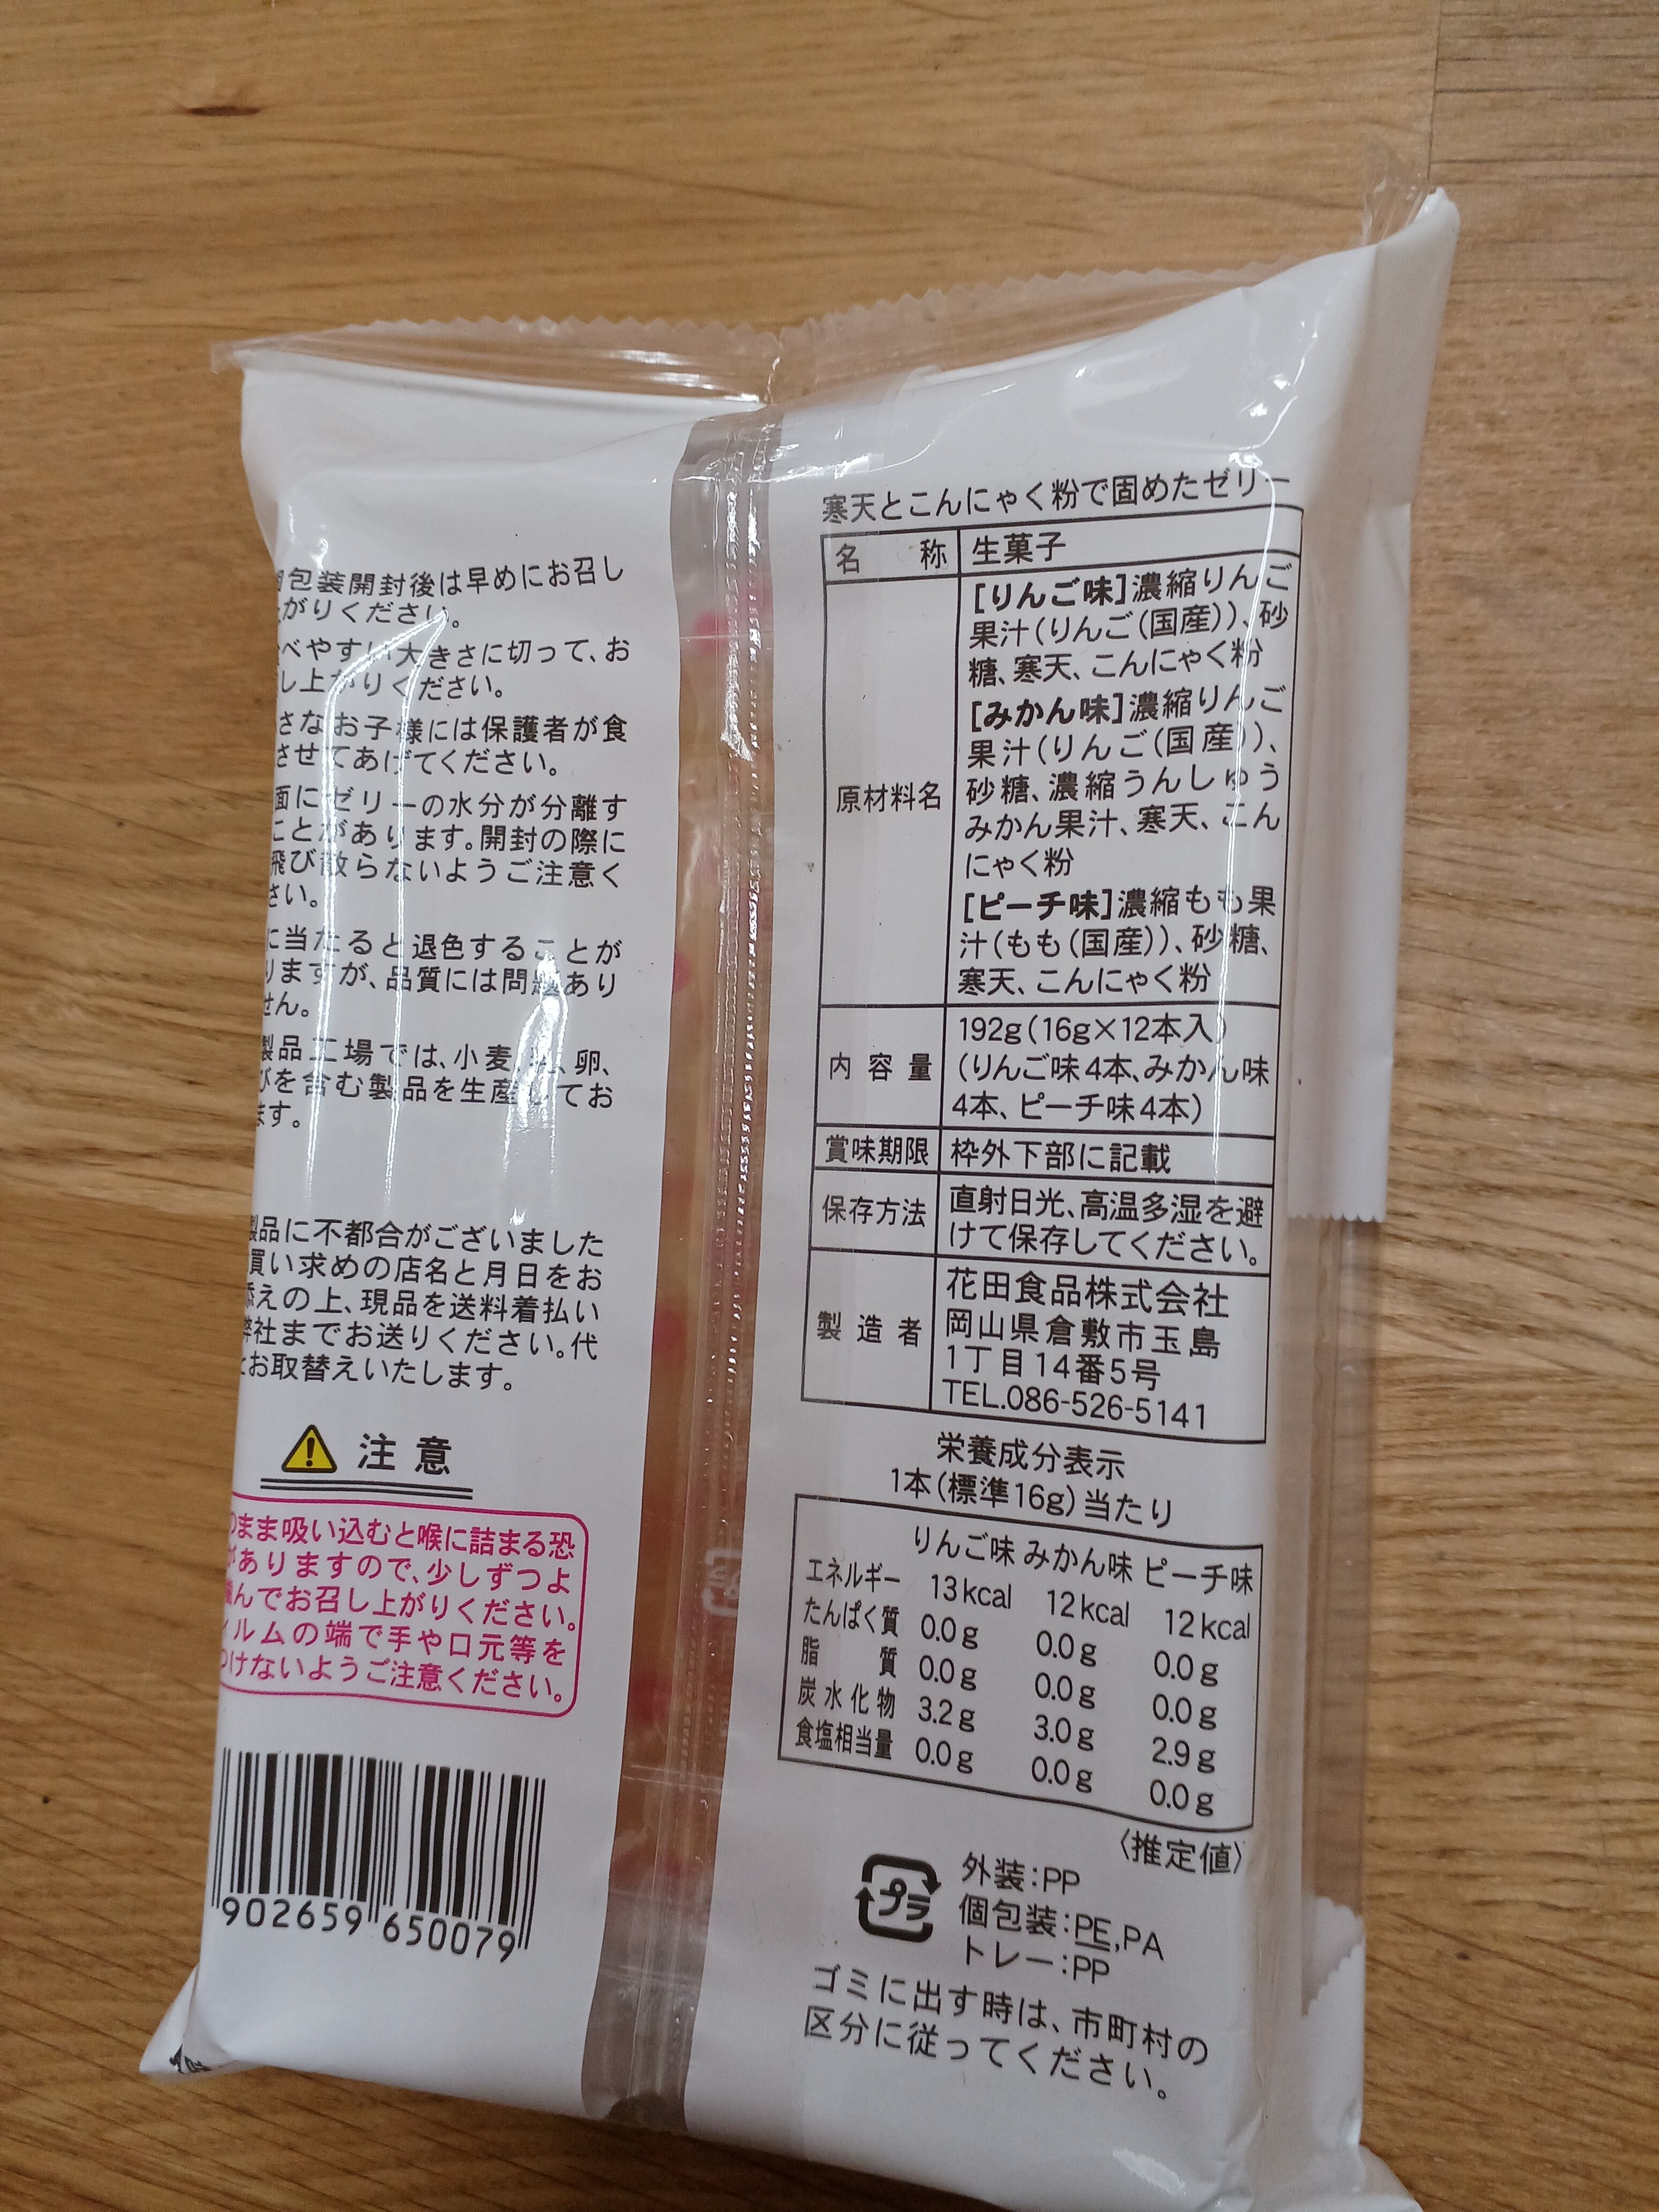 包装開封後は早めにお召し
がりください。
べやすい大きさに切って、お
し上がりください。
さなお子様には保護者が食
させてあげてください。
面にゼリーの水分が分離す
ことがあります。開封の際に
飛び散らないようご注意く
さい。
に当たると退色することが
りますが、品質には問題あり
せん。
製品工場では、小麦、乳、卵、
びを含む製品を生産してお
ます。
製品に不都合がございました
買い求めの店名と月日をお
添えの上、現品を送料着払い
弊社までお送りください。代
とお取替えいたします。
注意
のまま吸い込むと喉に詰まる恐
がありますので、少しずつよ
噛んでお召し上がりください。
ィルムの端で手や口元等を
つけないようご注意ください。
902659 650079
寒天とこんにゃく粉で固めたゼリー
名称 生菓子
原材料名
[りんご味]濃縮りんご
果汁(りんご(国産))、砂
糖、寒天、こんにゃく粉
[みかん味]濃縮りんご
果汁(りんご(国産))、
砂糖、濃縮うんしゅう
みかん果汁、寒天、こん
にゃく粉
[ピーチ味]濃縮もも果
汁(もも(国産))、砂糖、
寒天、こんにゃく粉
内容量
192g(16g×12本入)
(りんご味4本、みかん味
4本、ピーチ味4本)
賞味期限 枠外下部に記載
保存方法
直射日光、高温多湿を避
けて保存してください。
製造者
花田食品株式会社
岡山県倉敷市玉島
1丁目14番5号
TEL.086-526-5141
栄養成分表示
1本(標準16g)当たり
りんご味 みかん味 ピーチ味
エネルギー 13kcal 12kcal 12kcal
たんぱく質 0.0g 0.0g 0.0g
脂質 0.0g 0.0g 0.0g
炭水化物 3.2g 3.0g 2.9g
食塩相当量 0.0g 0.0g 0.0g
〈推定値〉
プラ
外装:PP
個包装:PE,PA
トレー:PP
ゴミに出す時は、市町村の
区分に従ってください。